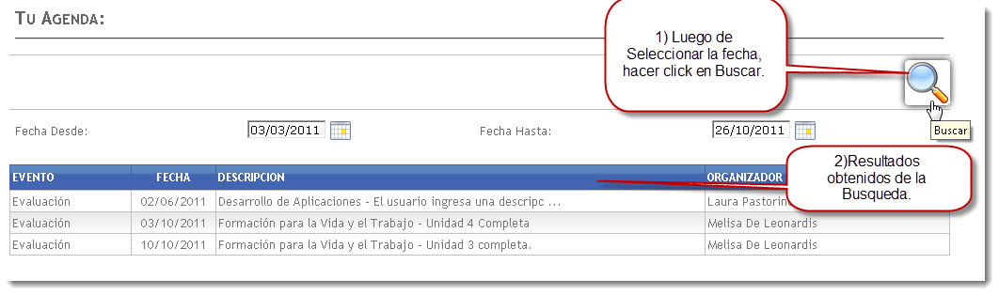 TU AGENDA:
1) Luego de
Seleccionar la fecha,
hacer click en Buscar.
Buscar
Fecha Desde: 03/03/2011 Fecha Hasta: 26/10/2011
2)Resultados
obtenidos de la
Busqueda.
EVENTO FECHA DESCRIPCION ORGANIZADOR
Evaluación 02/06/2011 Desarrollo de Aplicaciones - El usuario ingresa una descripc ... Laura
Evaluación 03/10/2011 Formación para la Vida y el Trabajo - Unidad 4 Completa Melisa De Leonardis
Evaluación 10/10/2011 Formación para la Vida y el Trabajo - Unidad 3 completa. Melisa De Leonardis